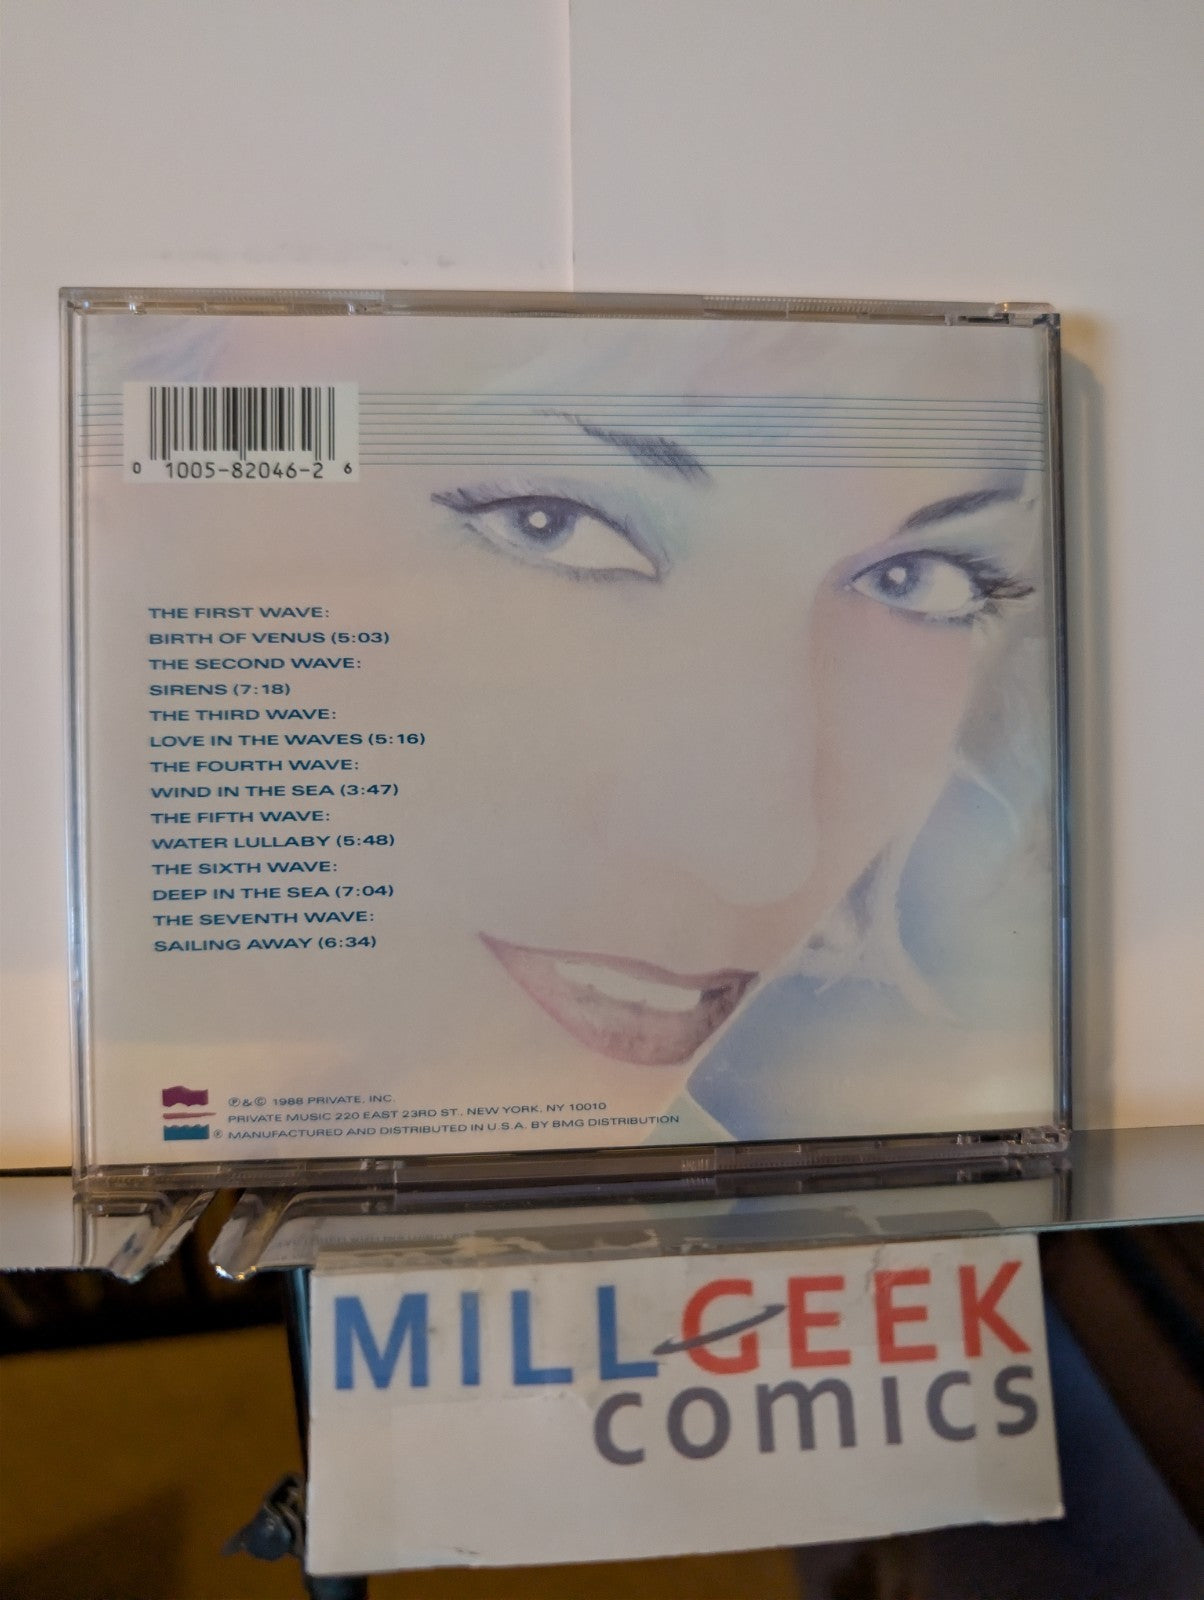 0 1005-82046-2 6
THE FIRST WAVE:
BIRTH OF VENUS (5:03)
THE SECOND WAVE:
SIRENS (7:18)
THE THIRD WAVE:
LOVE IN THE WAVES (5:16)
THE FOURTH WAVE:
WIND IN THE SEA (3:47)
THE FIFTH WAVE:
WATER LULLABY (5:48)
THE SIXTH WAVE:
DEEP IN THE SEA (7:04)
THE SEVENTH WAVE:
SAILING AWAY (6:34)
℗ & © 1988 PRIVATE, INC.
PRIVATE MUSIC 220 EAST 23RD ST., NEW YORK, NY 10010
® MANUFACTURED AND DISTRIBUTED IN U.S.A. BY BMG DISTRIBUTION
MILLGEEK
comics